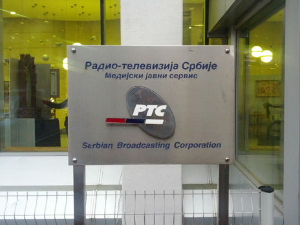 Радио-телевизија Србије
Медијски јавни сервис
РТС
Serbian Broadcasting Corporation